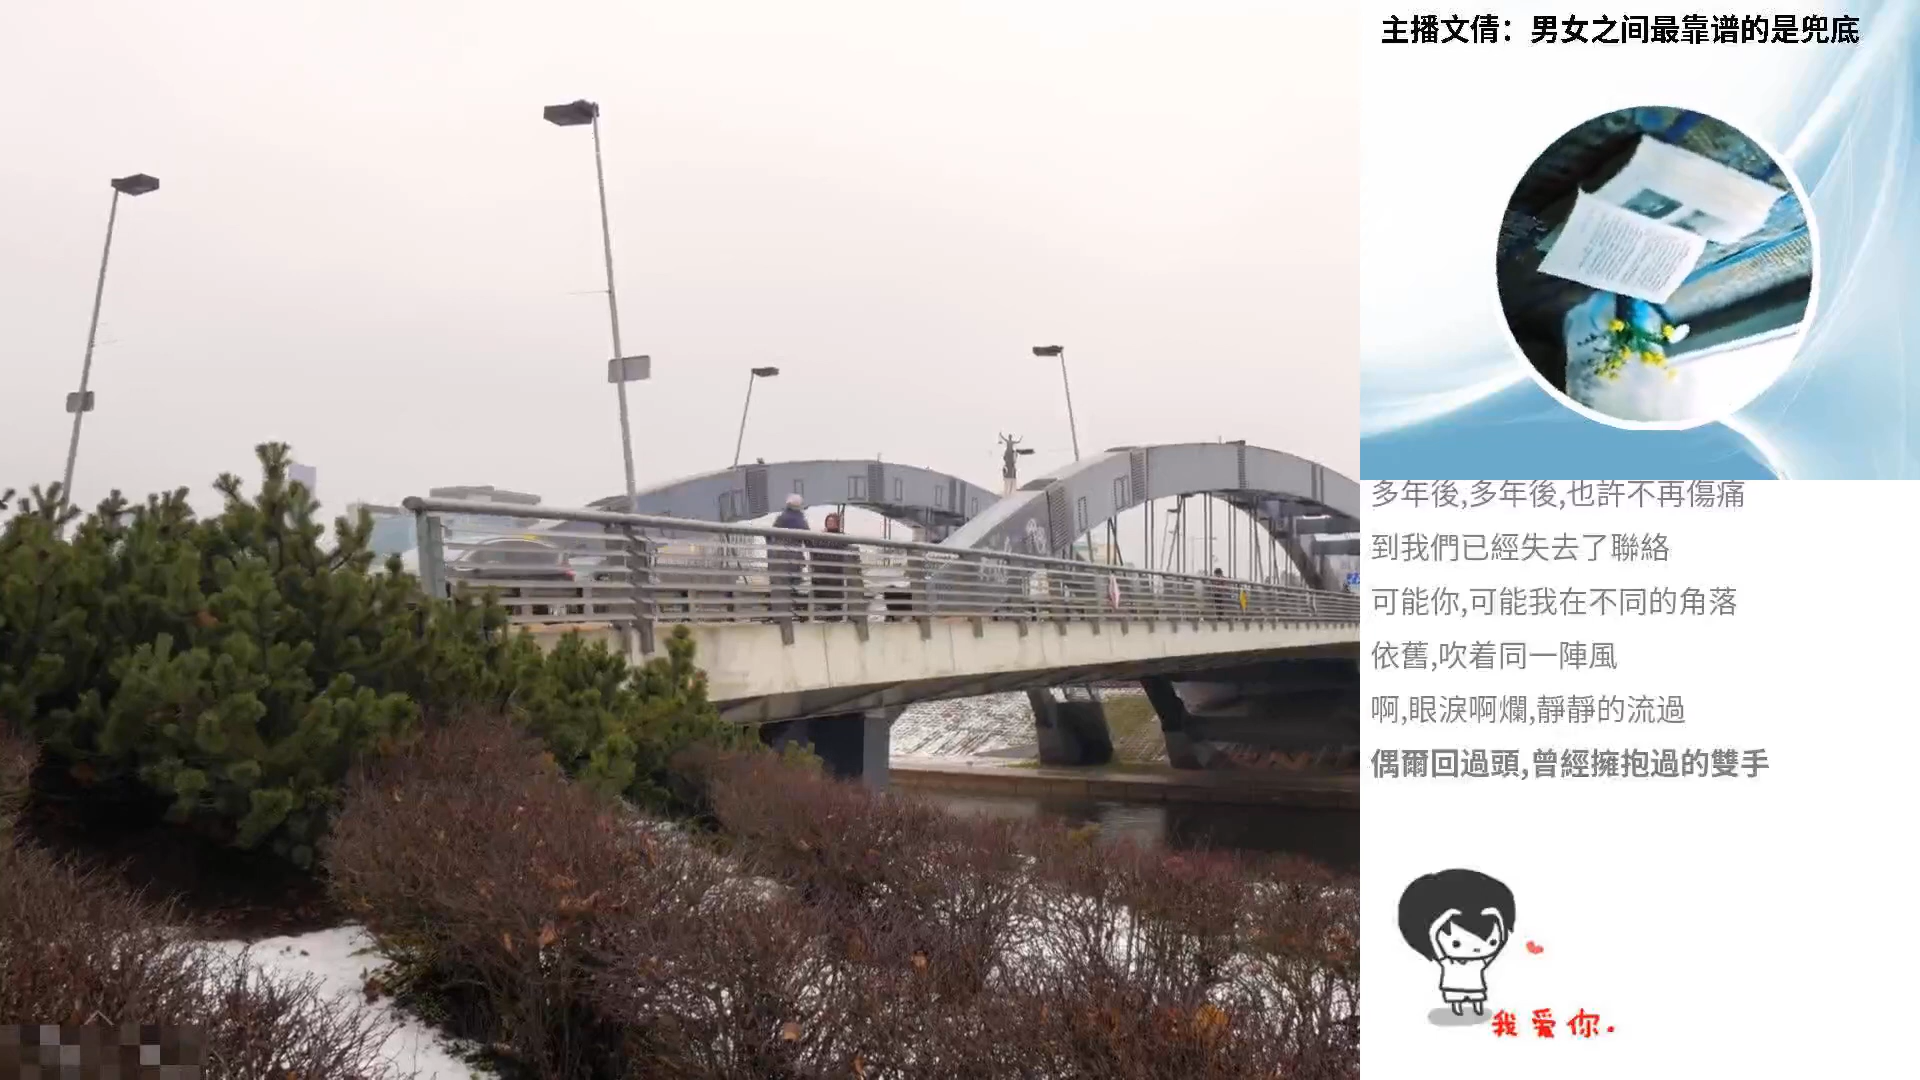 主播文倩：男女之间最靠谱的是兜底
多年後,多年後,也許不再傷痛
到我們已經失去了聯絡
可能你,可能我在不同的角落
依舊,吹着同一陣風
啊,眼淚啊爛,靜靜的流過
偶爾回過頭,曾經擁抱過的雙手
我爱你.